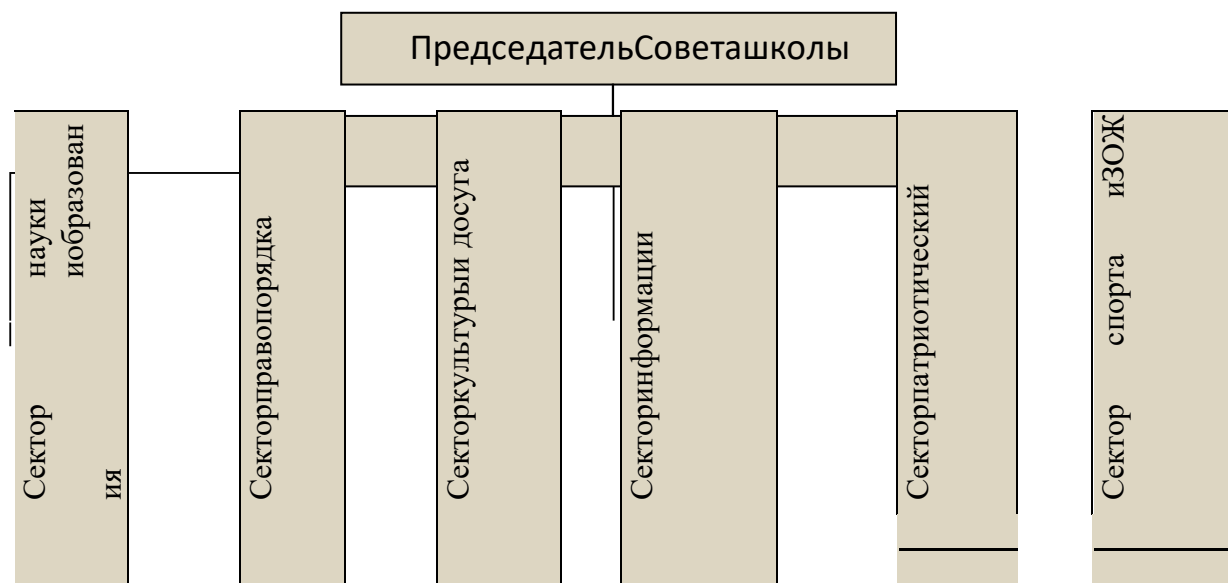 ПредседательСоветашколы
Сектор науки
иобразован
ия
Секторправопорядка
Секторкультурыи досуга
Секторинформации
Секторпатриотический
Сектор спорта иЗОЖ